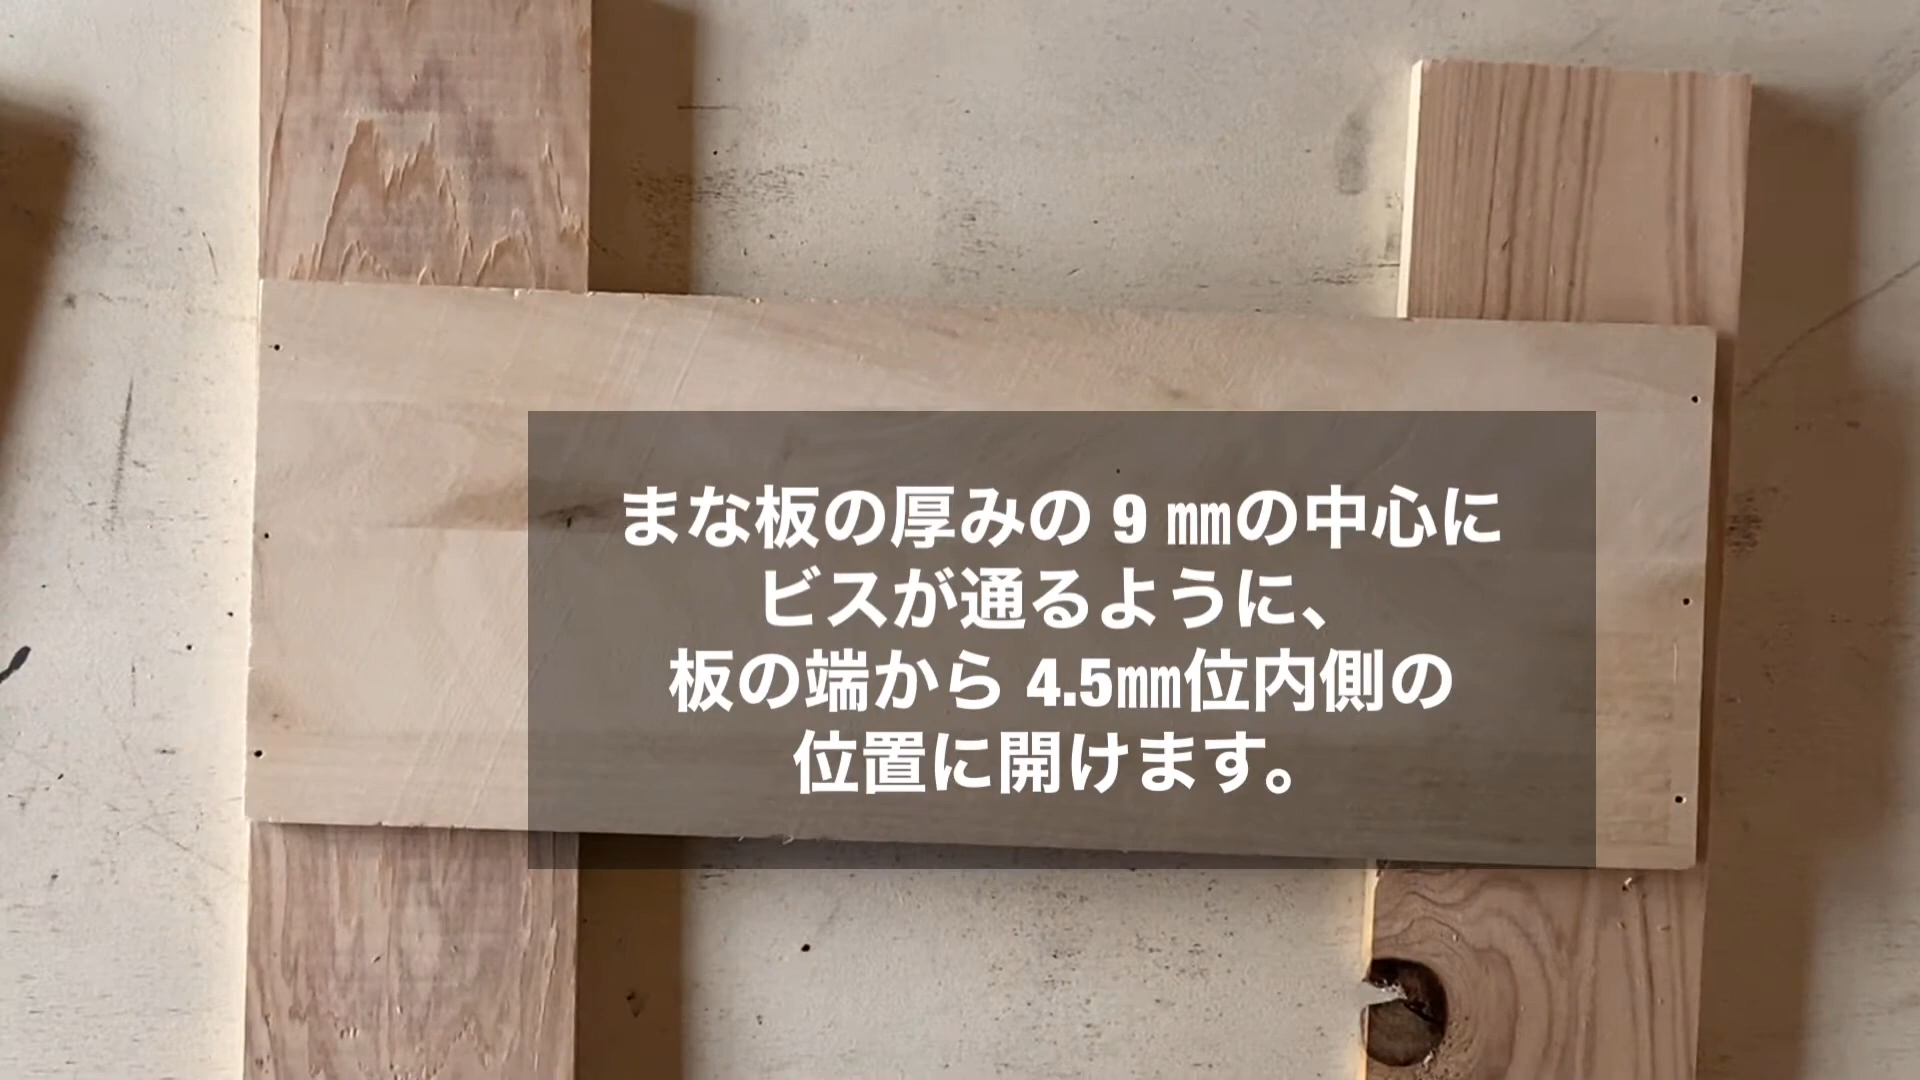 まな板の厚みの 9 ㎜の中心に
ビスが通るように、
板の端から 4.5㎜位内側の
位置に開けます。